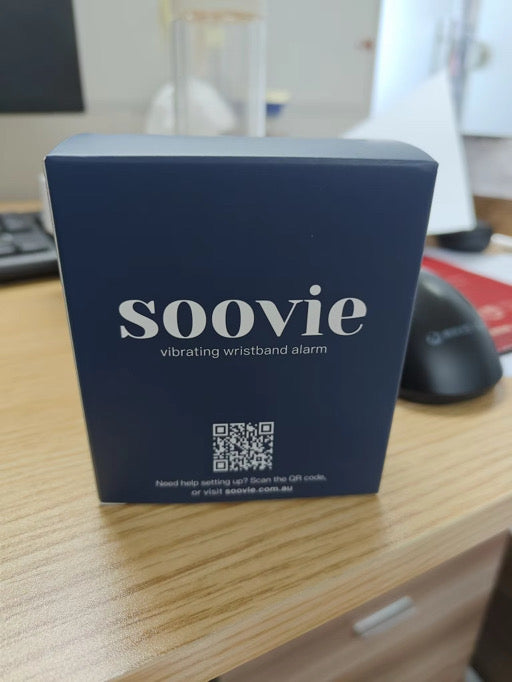 soovie
vibrating wristband alarm
Need help setting up? Scan the QR code,
or visit soovie.com.au